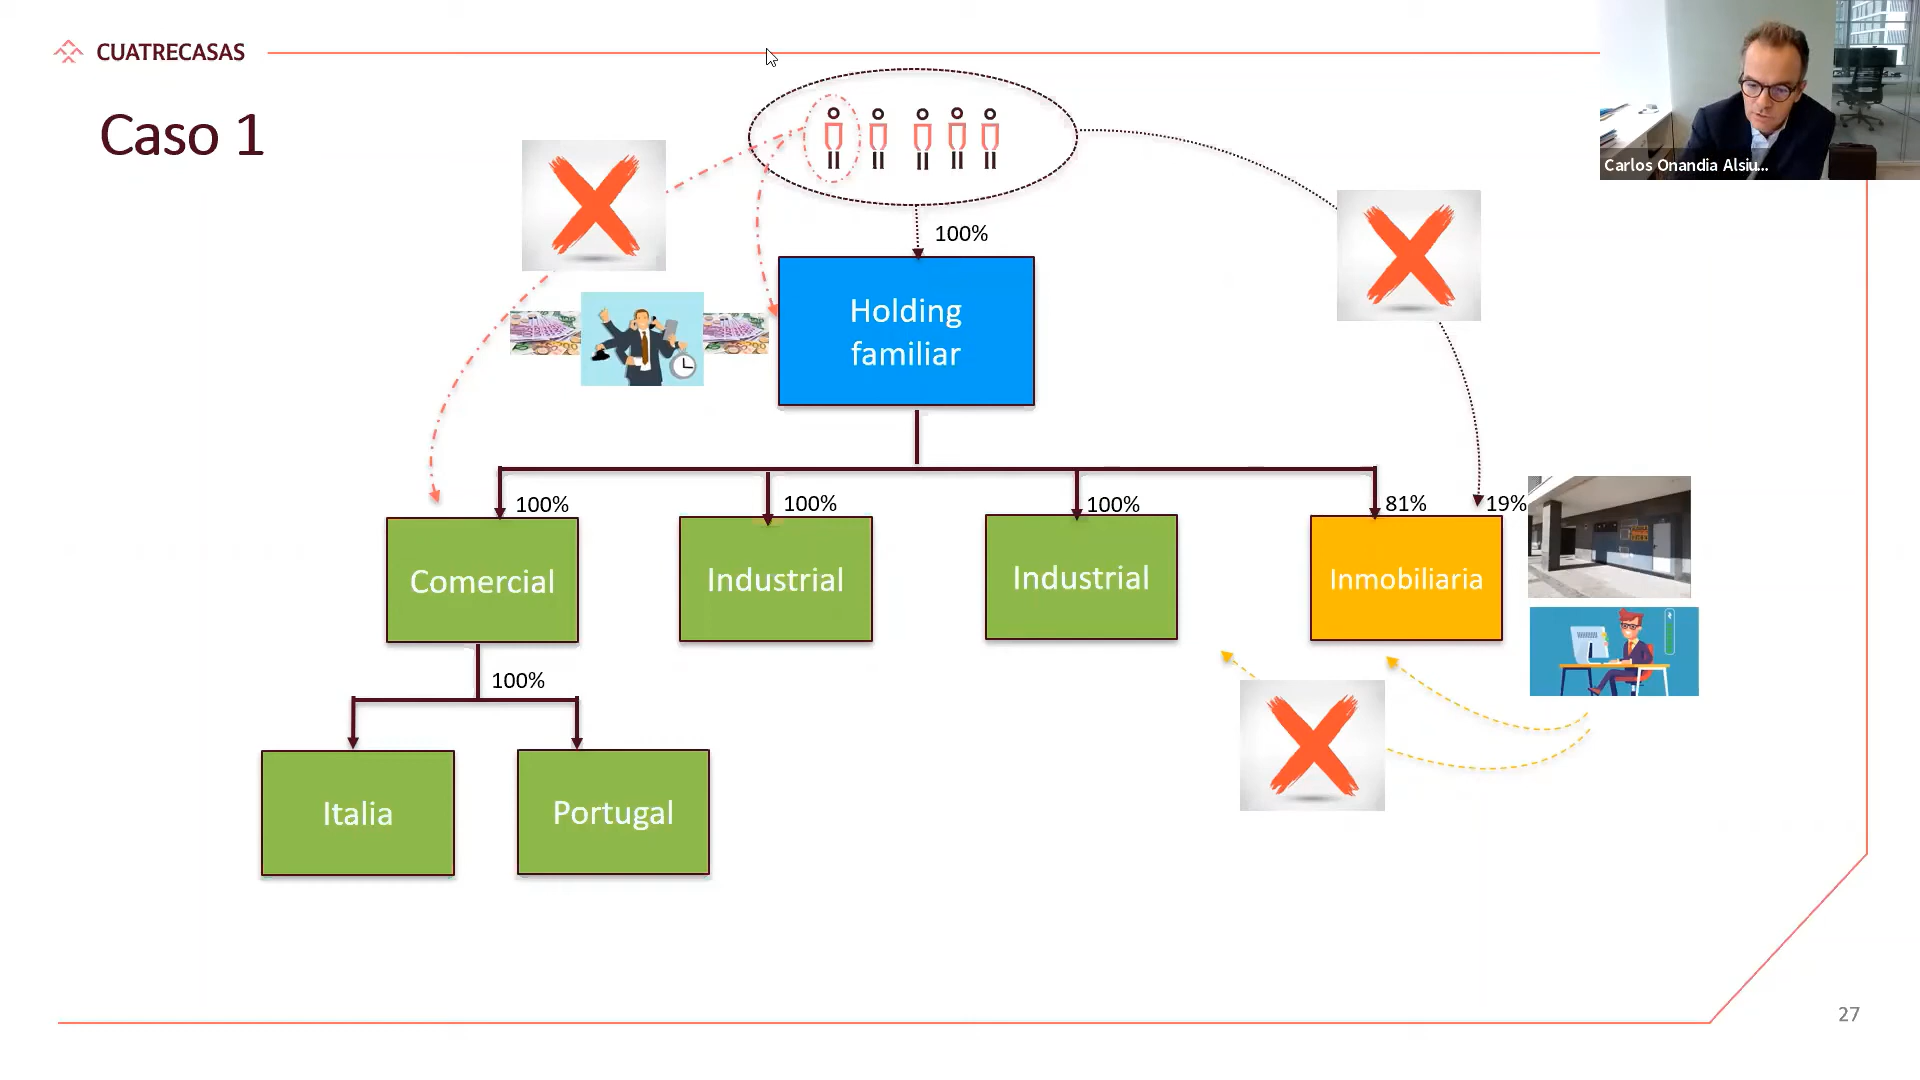 CUATRECASAS
Caso 1
Carlos Onandia Alsiu...
100%
Holding
familiar
100%
100%
100%
81%
19%
Comercial
Industrial
Industrial
Inmobiliaria
100%
Italia
Portugal
27